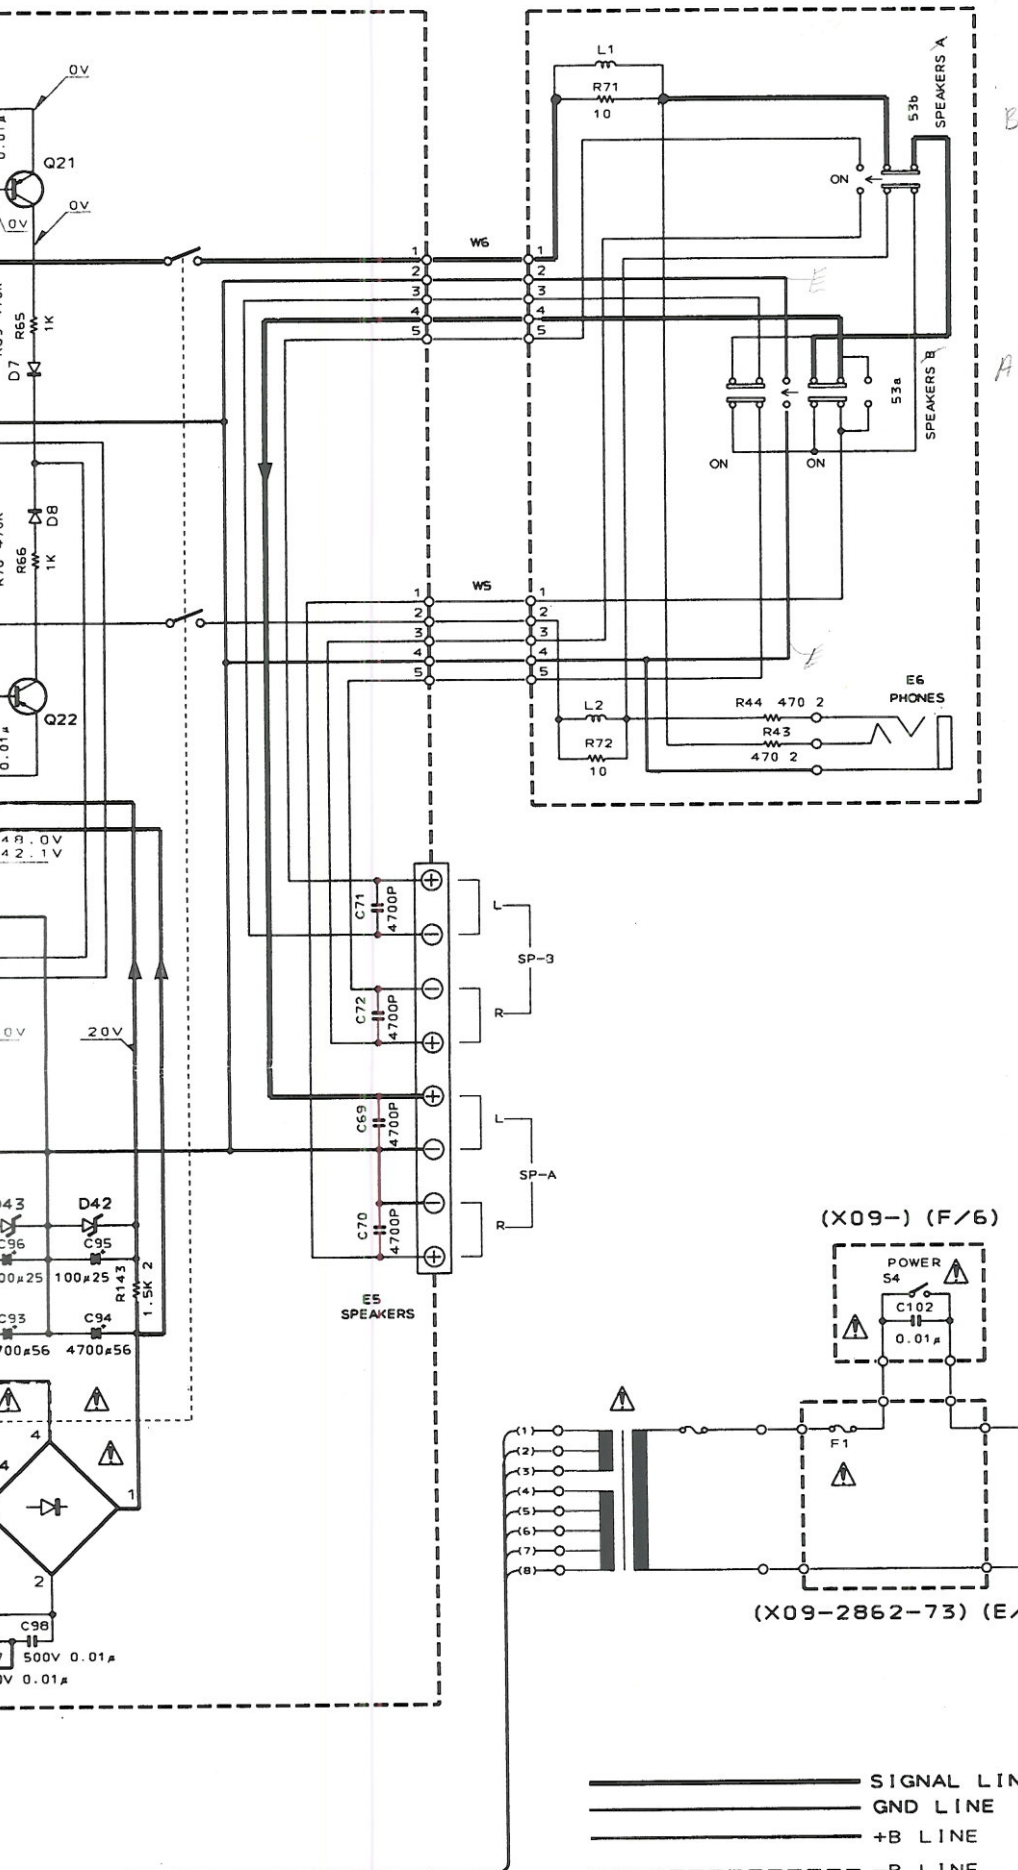 0V
Q21
0V
0V
R65
1K
D7
D8
R66
1K
Q22
0.01µ
48.0V
42.1V
20V
W6
1
2
3
4
5
1
2
3
4
5
W5
1
2
3
4
5
1
2
3
4
5
L1
R71
10
53b
SPEAKERS A
B
ON
E
53a
SPEAKERS B
A
ON
ON
E
L2
R72
10
R44 470 2
R43
470 2
E6
PHONES
C71
4700P
L
SP-B
C72
4700P
R
C69
4700P
L
SP-A
C70
4700P
R
E5
SPEAKERS
D43
D42
C96
C95
100µ25
R143
1.5K 2
C93
C94
4700µ56
4
1
2
C98
500V 0.01µ
0.01µ
(X09-) (F/6)
POWER
S4
C102
0.01µ
F1
(1)
(2)
(3)
(4)
(5)
(6)
(7)
(8)
(X09-2862-73) (E/
SIGNAL LIN
GND LINE
+B LINE
-B LINE